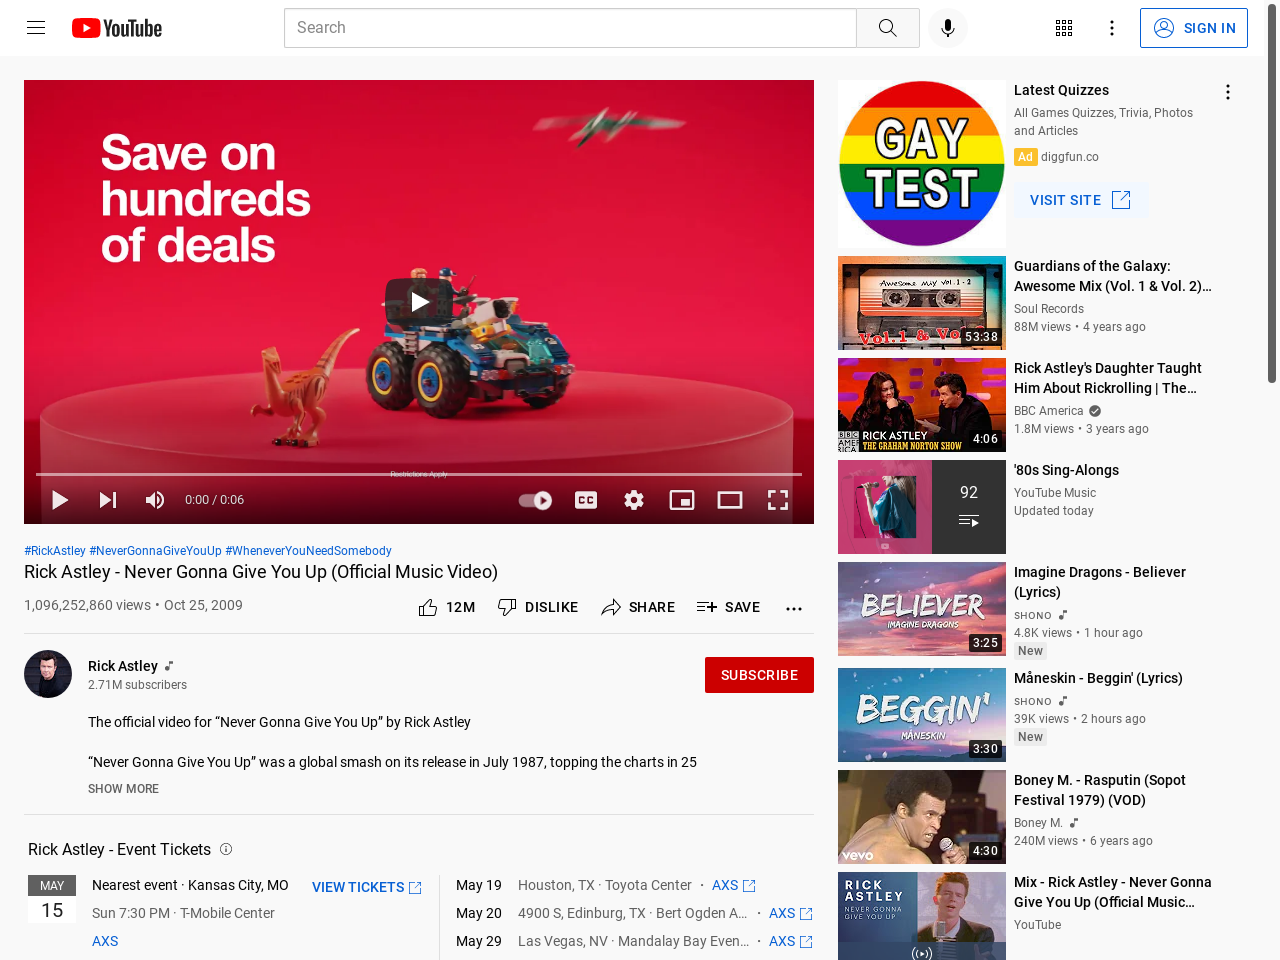 YouTube
Search
SIGN IN
Save on
hundreds
of deals
Restrictions Apply
0:00 / 0:06
CC
#RickAstley #NeverGonnaGiveYouUp #WheneverYouNeedSomebody
Rick Astley - Never Gonna Give You Up (Official Music Video)
1,096,252,860 views • Oct 25, 2009
12M
DISLIKE
SHARE
SAVE
Rick Astley
2.71M subscribers
SUBSCRIBE
The official video for “Never Gonna Give You Up” by Rick Astley
“Never Gonna Give You Up” was a global smash on its release in July 1987, topping the charts in 25
SHOW MORE
Rick Astley - Event Tickets
MAY
15
Nearest event · Kansas City, MO
VIEW TICKETS
Sun 7:30 PM · T-Mobile Center
AXS
May 19 Houston, TX · Toyota Center · AXS
May 20 4900 S, Edinburg, TX · Bert Ogden A... · AXS
May 29 Las Vegas, NV · Mandalay Bay Even... · AXS
GAY
TEST
Latest Quizzes
All Games Quizzes, Trivia, Photos
and Articles
Ad diggfun.co
VISIT SITE
Awesome Mix Vol. 1 - 2
Vol.1 & Vo
53:38
Guardians of the Galaxy:
Awesome Mix (Vol. 1 & Vol. 2)...
Soul Records
88M views • 4 years ago
BBC
AMER
ICA
RICK ASTLEY
THE GRAHAM NORTON SHOW
4:06
Rick Astley's Daughter Taught
Him About Rickrolling | The...
BBC America
1.8M views • 3 years ago
92
'80s Sing-Alongs
YouTube Music
Updated today
BELIEVER
IMAGINE DRAGONS
3:25
Imagine Dragons - Believer
(Lyrics)
SHONO
4.8K views • 1 hour ago
New
BEGGIN'
MÅNESKIN
3:30
Måneskin - Beggin' (Lyrics)
SHONO
39K views • 2 hours ago
New
vevo
4:30
Boney M. - Rasputin (Sopot
Festival 1979) (VOD)
Boney M.
240M views • 6 years ago
RICK
ASTLEY
NEVER GONNA
GIVE YOU UP
Mix - Rick Astley - Never Gonna
Give You Up (Official Music...
YouTube